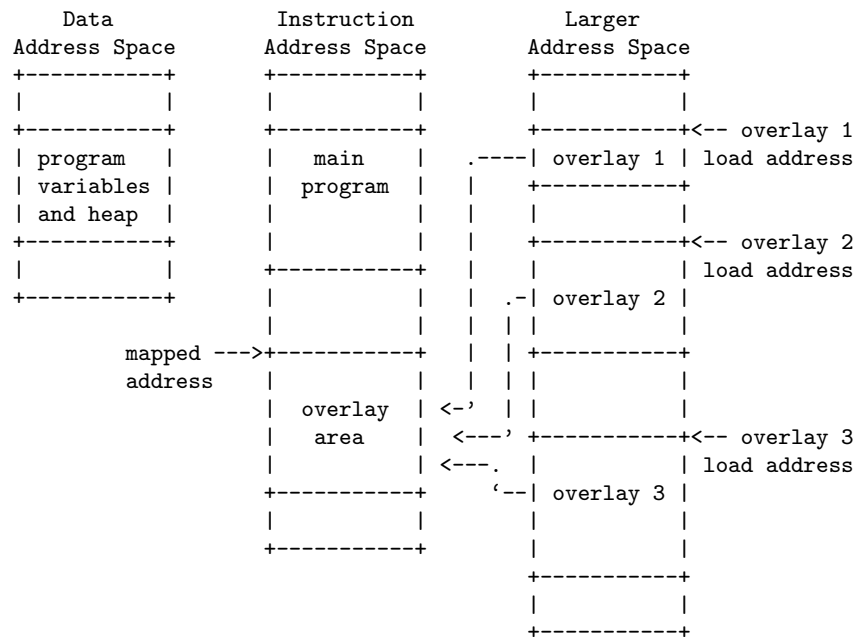 Data             Instruction            Larger
Address Space       Address Space        Address Space
+-----------+       +-----------+        +-----------+
|           |       |           |        |           |
+-----------+       +-----------+        +-----------+<-- overlay 1
| program   |       |   main    |   .----| overlay 1 | load address
| variables |       |  program  |   |    +-----------+
| and heap  |       |           |   |    |           |
+-----------+       |           |   |    +-----------+<-- overlay 2
|           |       +-----------+   |    |           | load address
+-----------+       |           |   |  .-| overlay 2 |
                    |           |   |  | |           |
         mapped --->+-----------+   |  | +-----------+
         address    |           |   |  | |           |
                    |  overlay  | <-'  | |           |
                    |   area    |  <---' +-----------+<-- overlay 3
                    |           | <---.  |           | load address
                    +-----------+     `--| overlay 3 |
                    |           |        |           |
                    +-----------+        |           |
                                         +-----------+
                                         |           |
                                         +-----------+